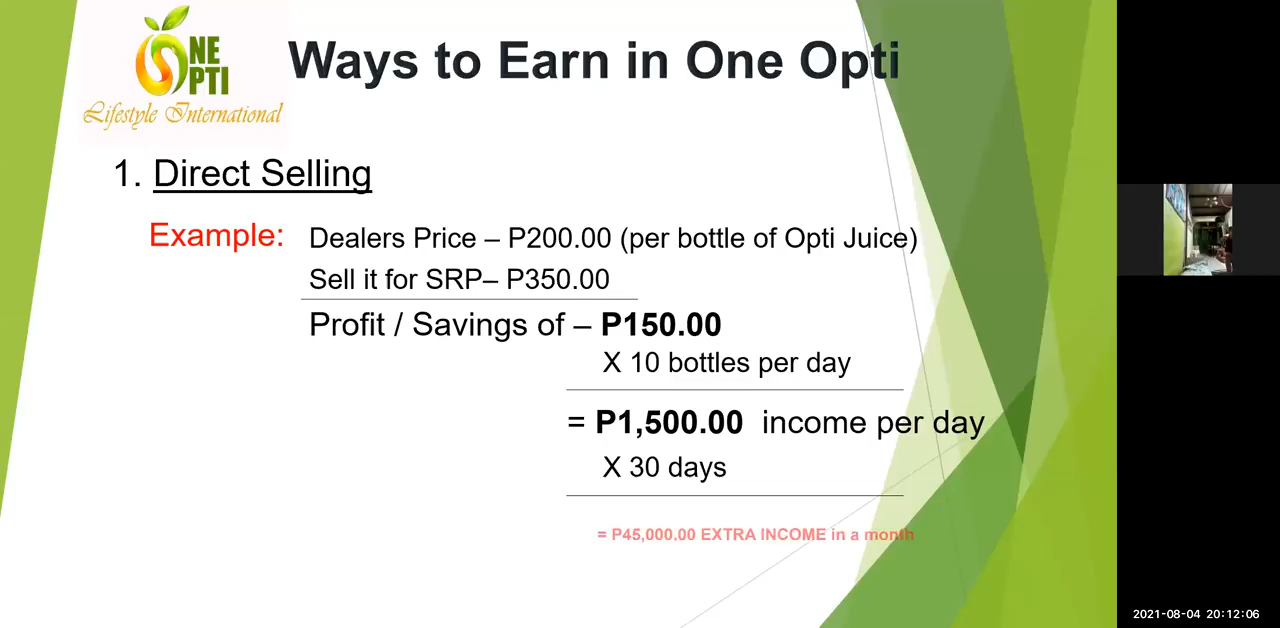 ONE OPTI
Lifestyle International
Ways to Earn in One Opti
1. Direct Selling
Example:
Dealers Price – P200.00 (per bottle of Opti Juice)
Sell it for SRP– P350.00
Profit / Savings of – P150.00
X 10 bottles per day
= P1,500.00 income per day
X 30 days
= P45,000.00 EXTRA INCOME in a month
2021-08-04 20:12:06